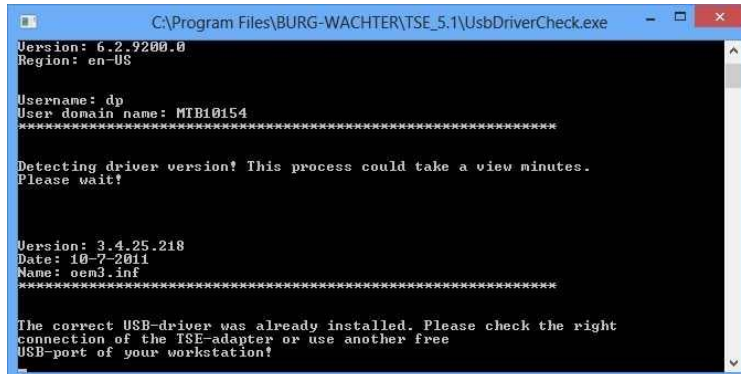 C:\Program Files\BURG-WACHTER\TSE_5.1\UsbDriverCheck.exe
Version: 6.2.9200.0
Region: en-US
Username: dp
User domain name: MTB10154
**************************************************************
Detecting driver version! This process could take a view minutes.
Please wait!
Version: 3.4.25.218
Date: 10-7-2011
Name: oem3.inf
**************************************************************
The correct USB-driver was already installed. Please check the right
connection of the TSE-adapter or use another free
USB-port of your workstation!